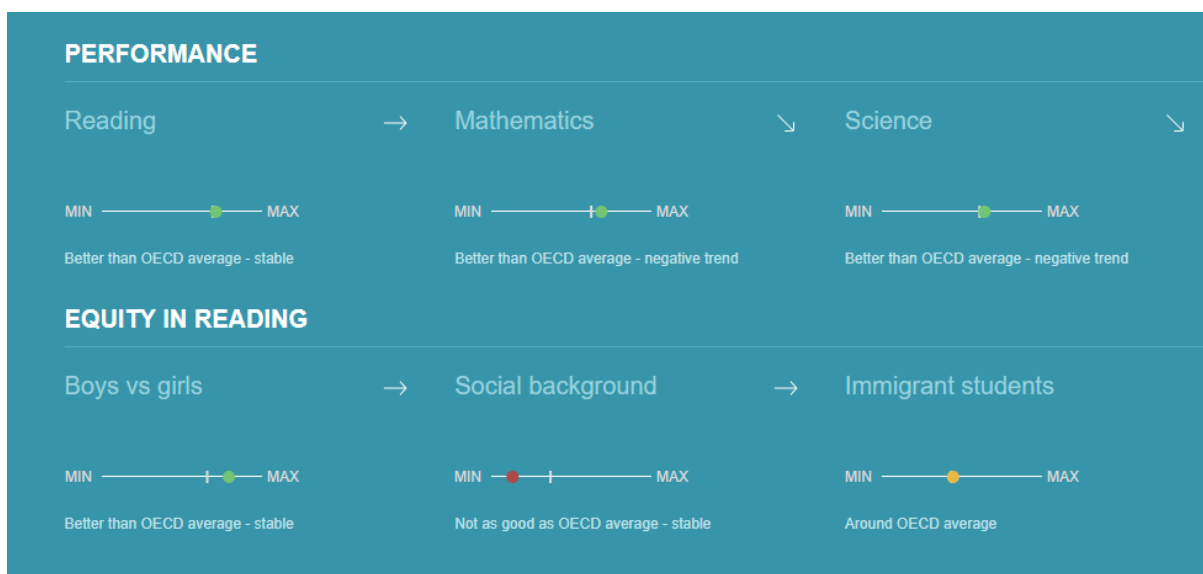 PERFORMANCE
Reading → Mathematics ↘ Science ↘
MIN MAX MIN MAX MIN MAX
Better than OECD average - stable Better than OECD average - negative trend Better than OECD average - negative trend
EQUITY IN READING
Boys vs girls → Social background → Immigrant students
MIN MAX MIN MAX MIN MAX
Better than OECD average - stable Not as good as OECD average - stable Around OECD average